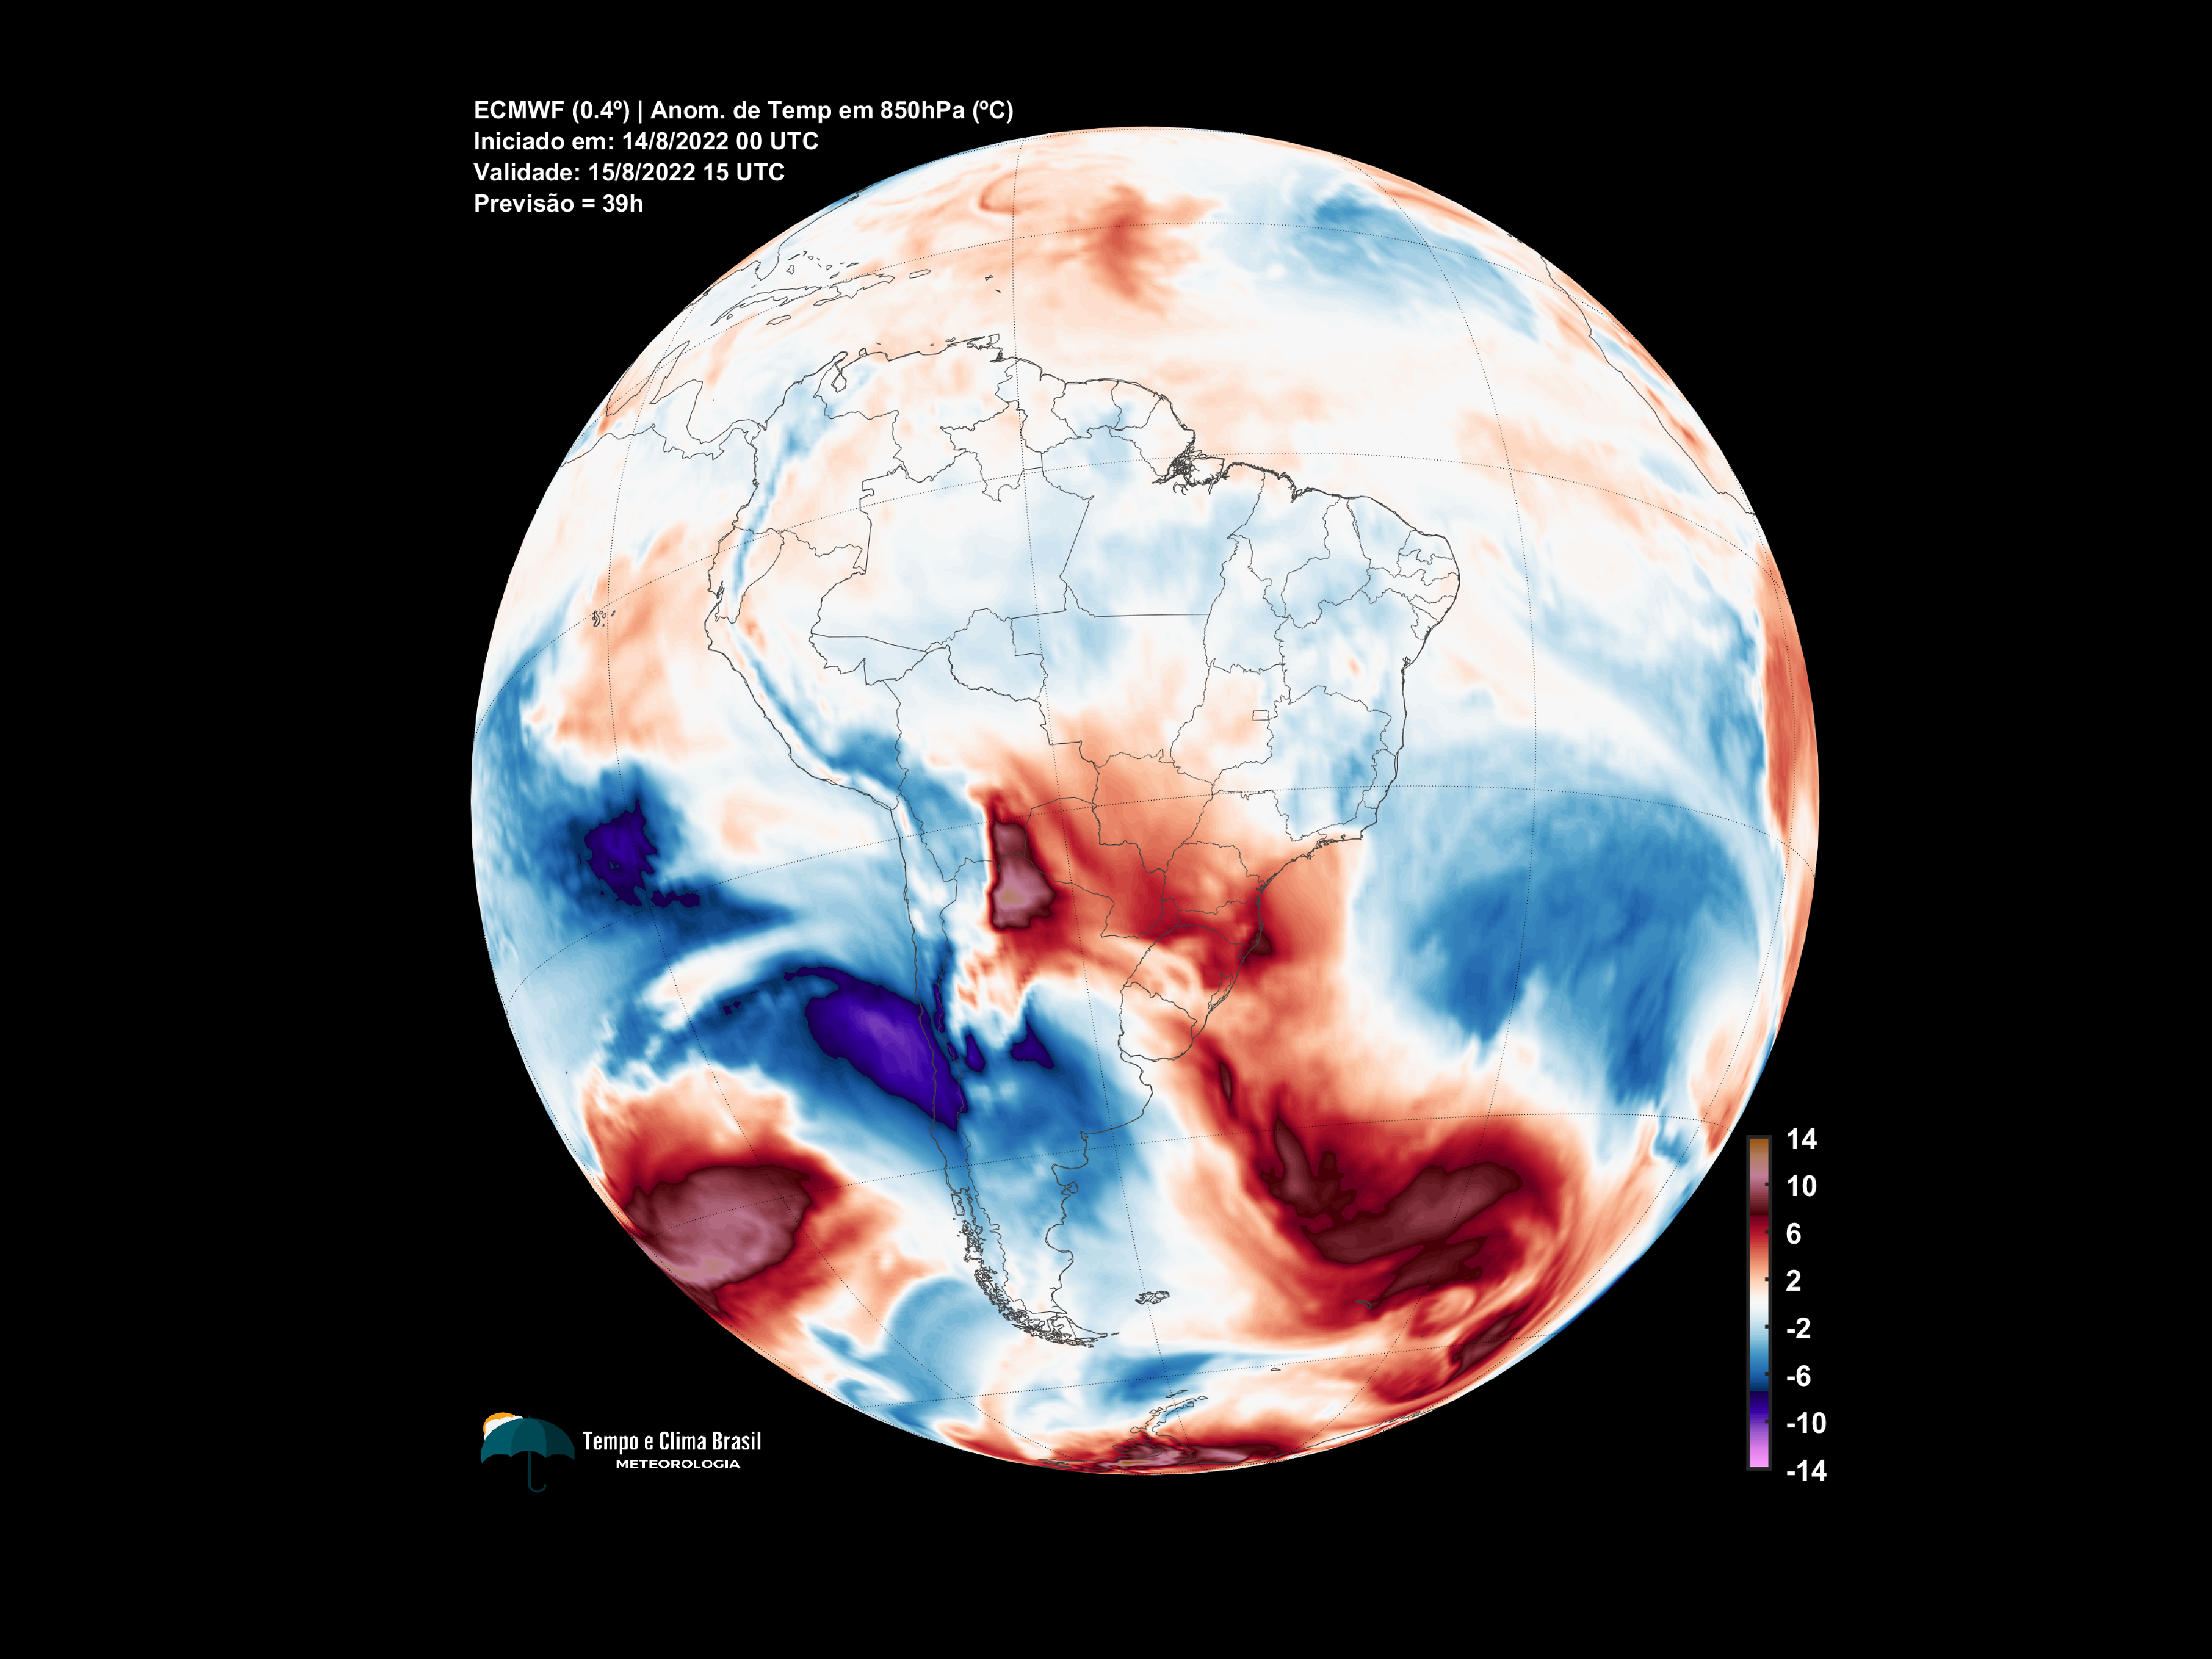 ECMWF (0.4º) | Anom. de Temp em 850hPa (ºC)
Iniciado em: 14/8/2022 00 UTC
Validade: 15/8/2022 15 UTC
Previsão = 39h
14
10
6
2
-2
-6
-10
-14
Tempo e Clima Brasil
METEOROLOGIA